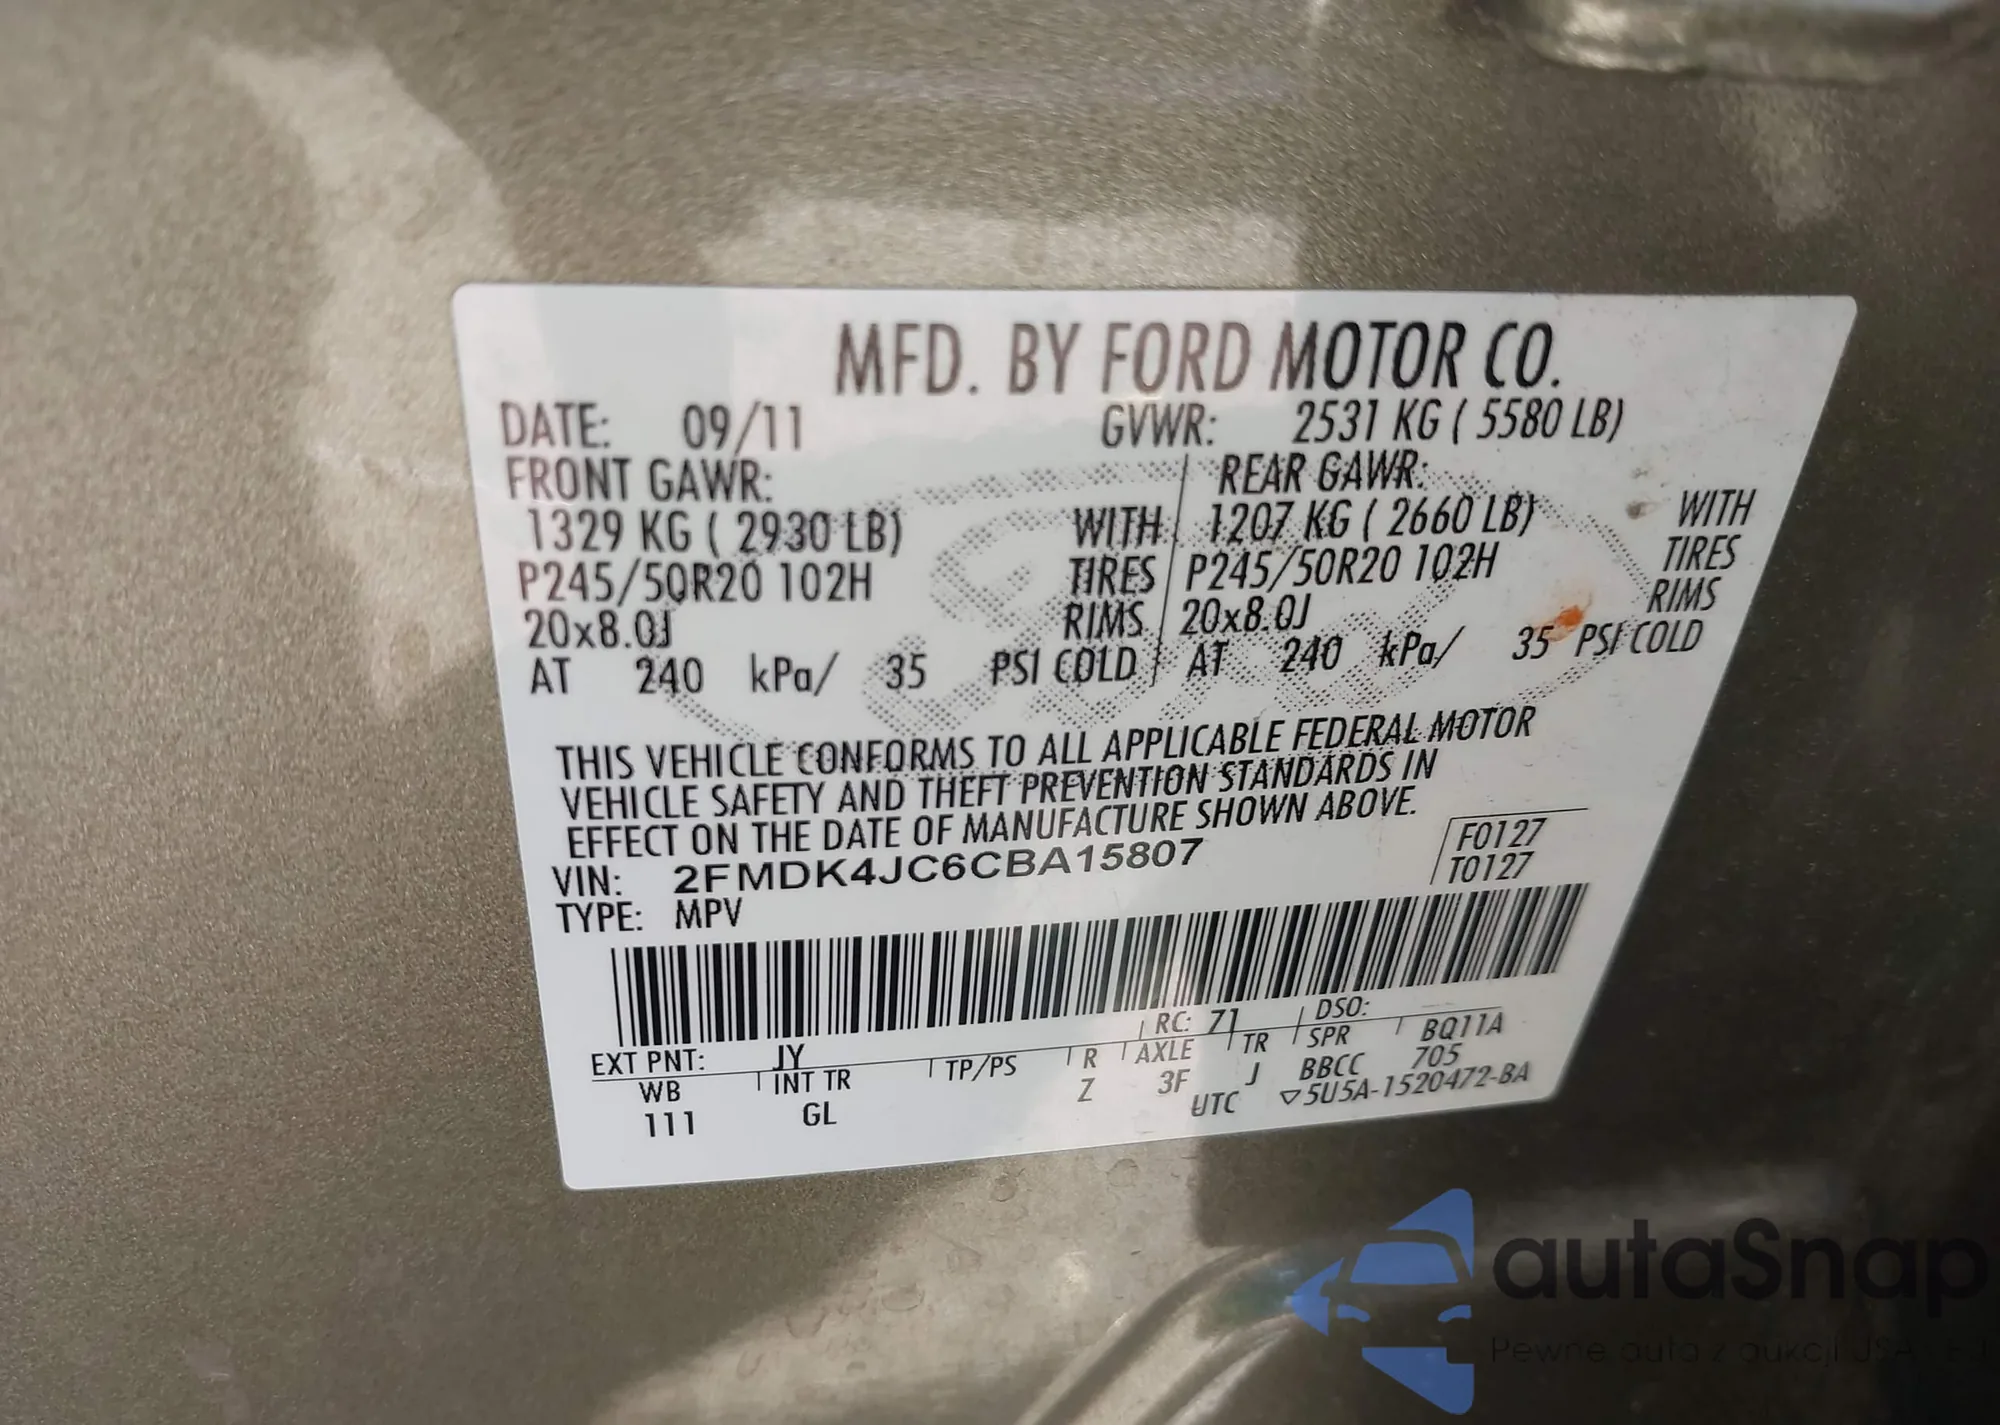 MFD. BY FORD MOTOR CO.
DATE: 09/11 GVWR: 2531 KG ( 5580 LB)
FRONT GAWR: REAR GAWR:
1329 KG ( 2930 LB) WITH 1207 KG ( 2660 LB) WITH
P245/50R20 102H TIRES P245/50R20 102H TIRES
20x8.0J RIMS 20x8.0J RIMS
AT 240 kPa/ 35 PSI COLD AT 240 kPa/ 35 PSI COLD
THIS VEHICLE CONFORMS TO ALL APPLICABLE FEDERAL MOTOR
VEHICLE SAFETY AND THEFT PREVENTION STANDARDS IN
EFFECT ON THE DATE OF MANUFACTURE SHOWN ABOVE.
F0127
VIN: 2FMDK4JC6CBA15807 T0127
TYPE: MPV
EXT PNT: JY RC: 71 DSO:
WB INT TR TP/PS R AXLE TR SPR BQ11A
111 GL Z 3F J BBCC 705
UTC ▽5U5A-1520472-BA
autaSnap
Pewne auta z aukcji USA